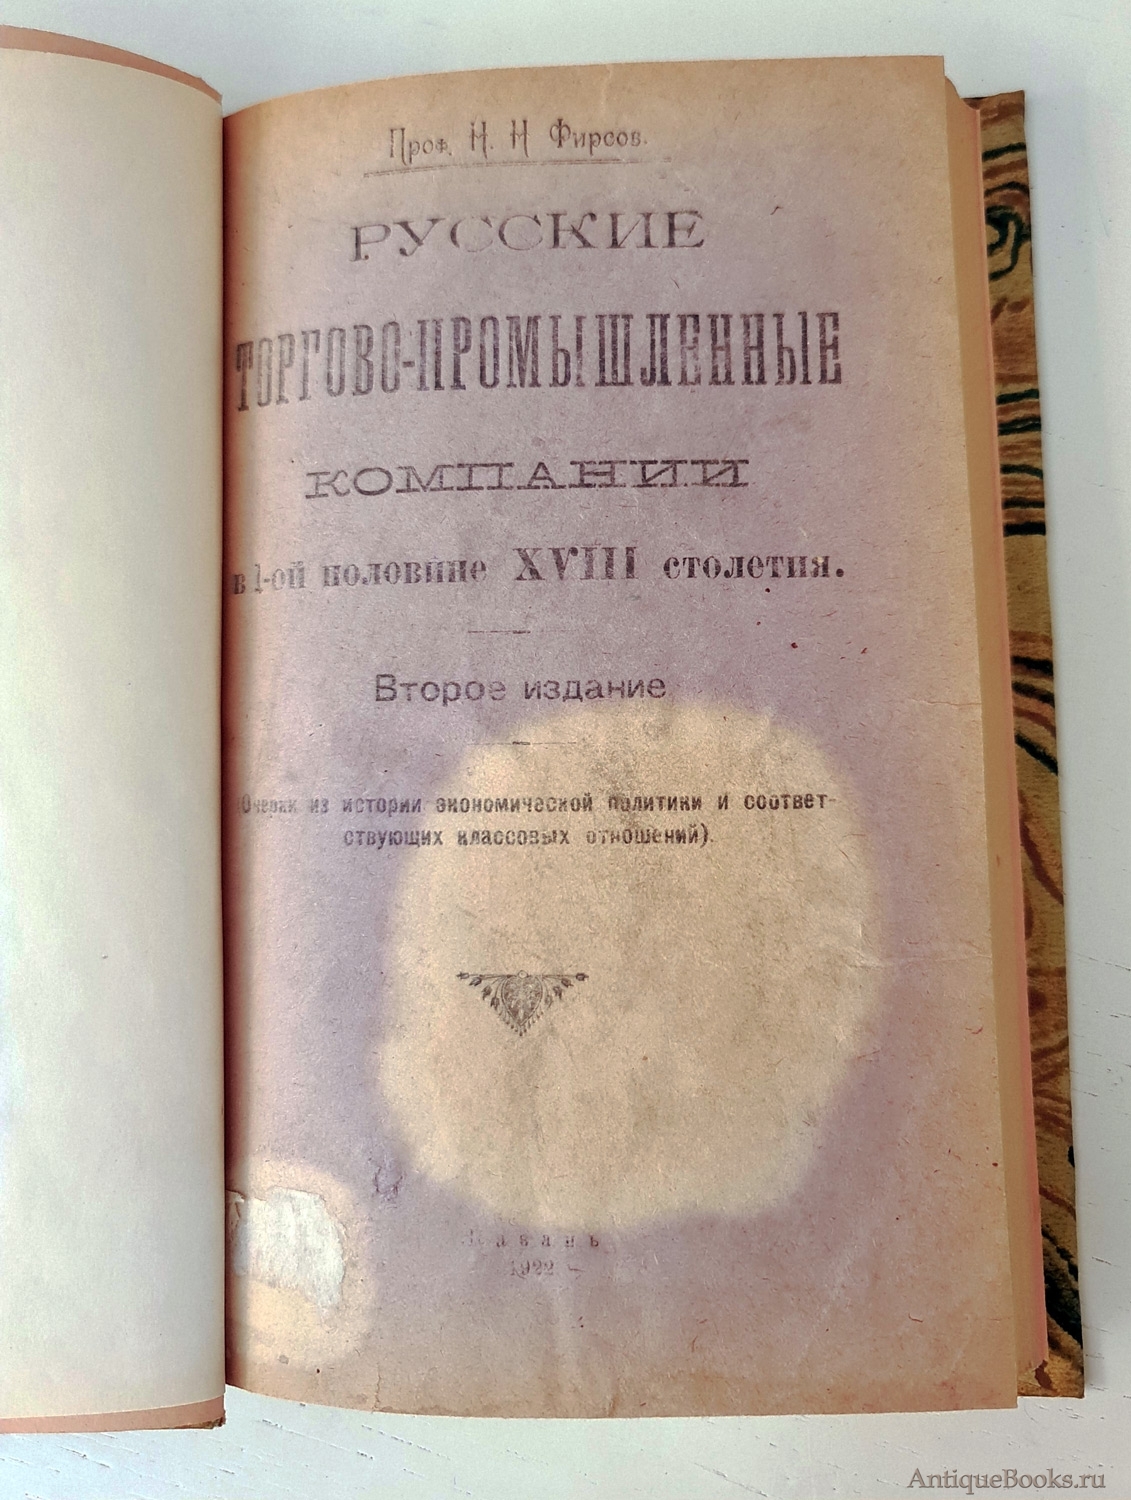 Проф. Н. Н Фирсов.
РУССКИЕ
ТОРГОВО-ПРОМЫШЛЕННЫЕ
КОМПАНИИ
в 1-ой половине XVIII столетия.
Второе издание
(Очерки из истории экономической политики и соответ-
ствующих классовых отношений).
Казань
1922
AntiqueBooks.ru